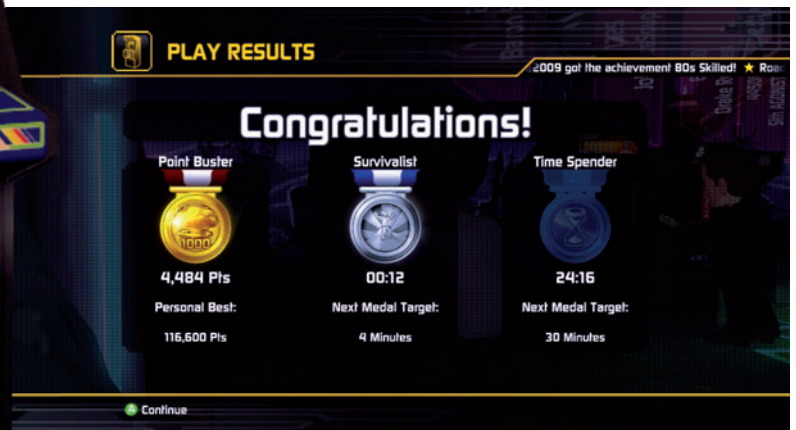 PLAY RESULTS
2009 got the achievement 80s Skilled! ★ Roa
Congratulations!
Point Buster
Survivalist
Time Spender
1000
4,484 Pts
00:12
24:16
Personal Best:
Next Medal Target:
Next Medal Target:
116,600 Pts
4 Minutes
30 Minutes
A Continue